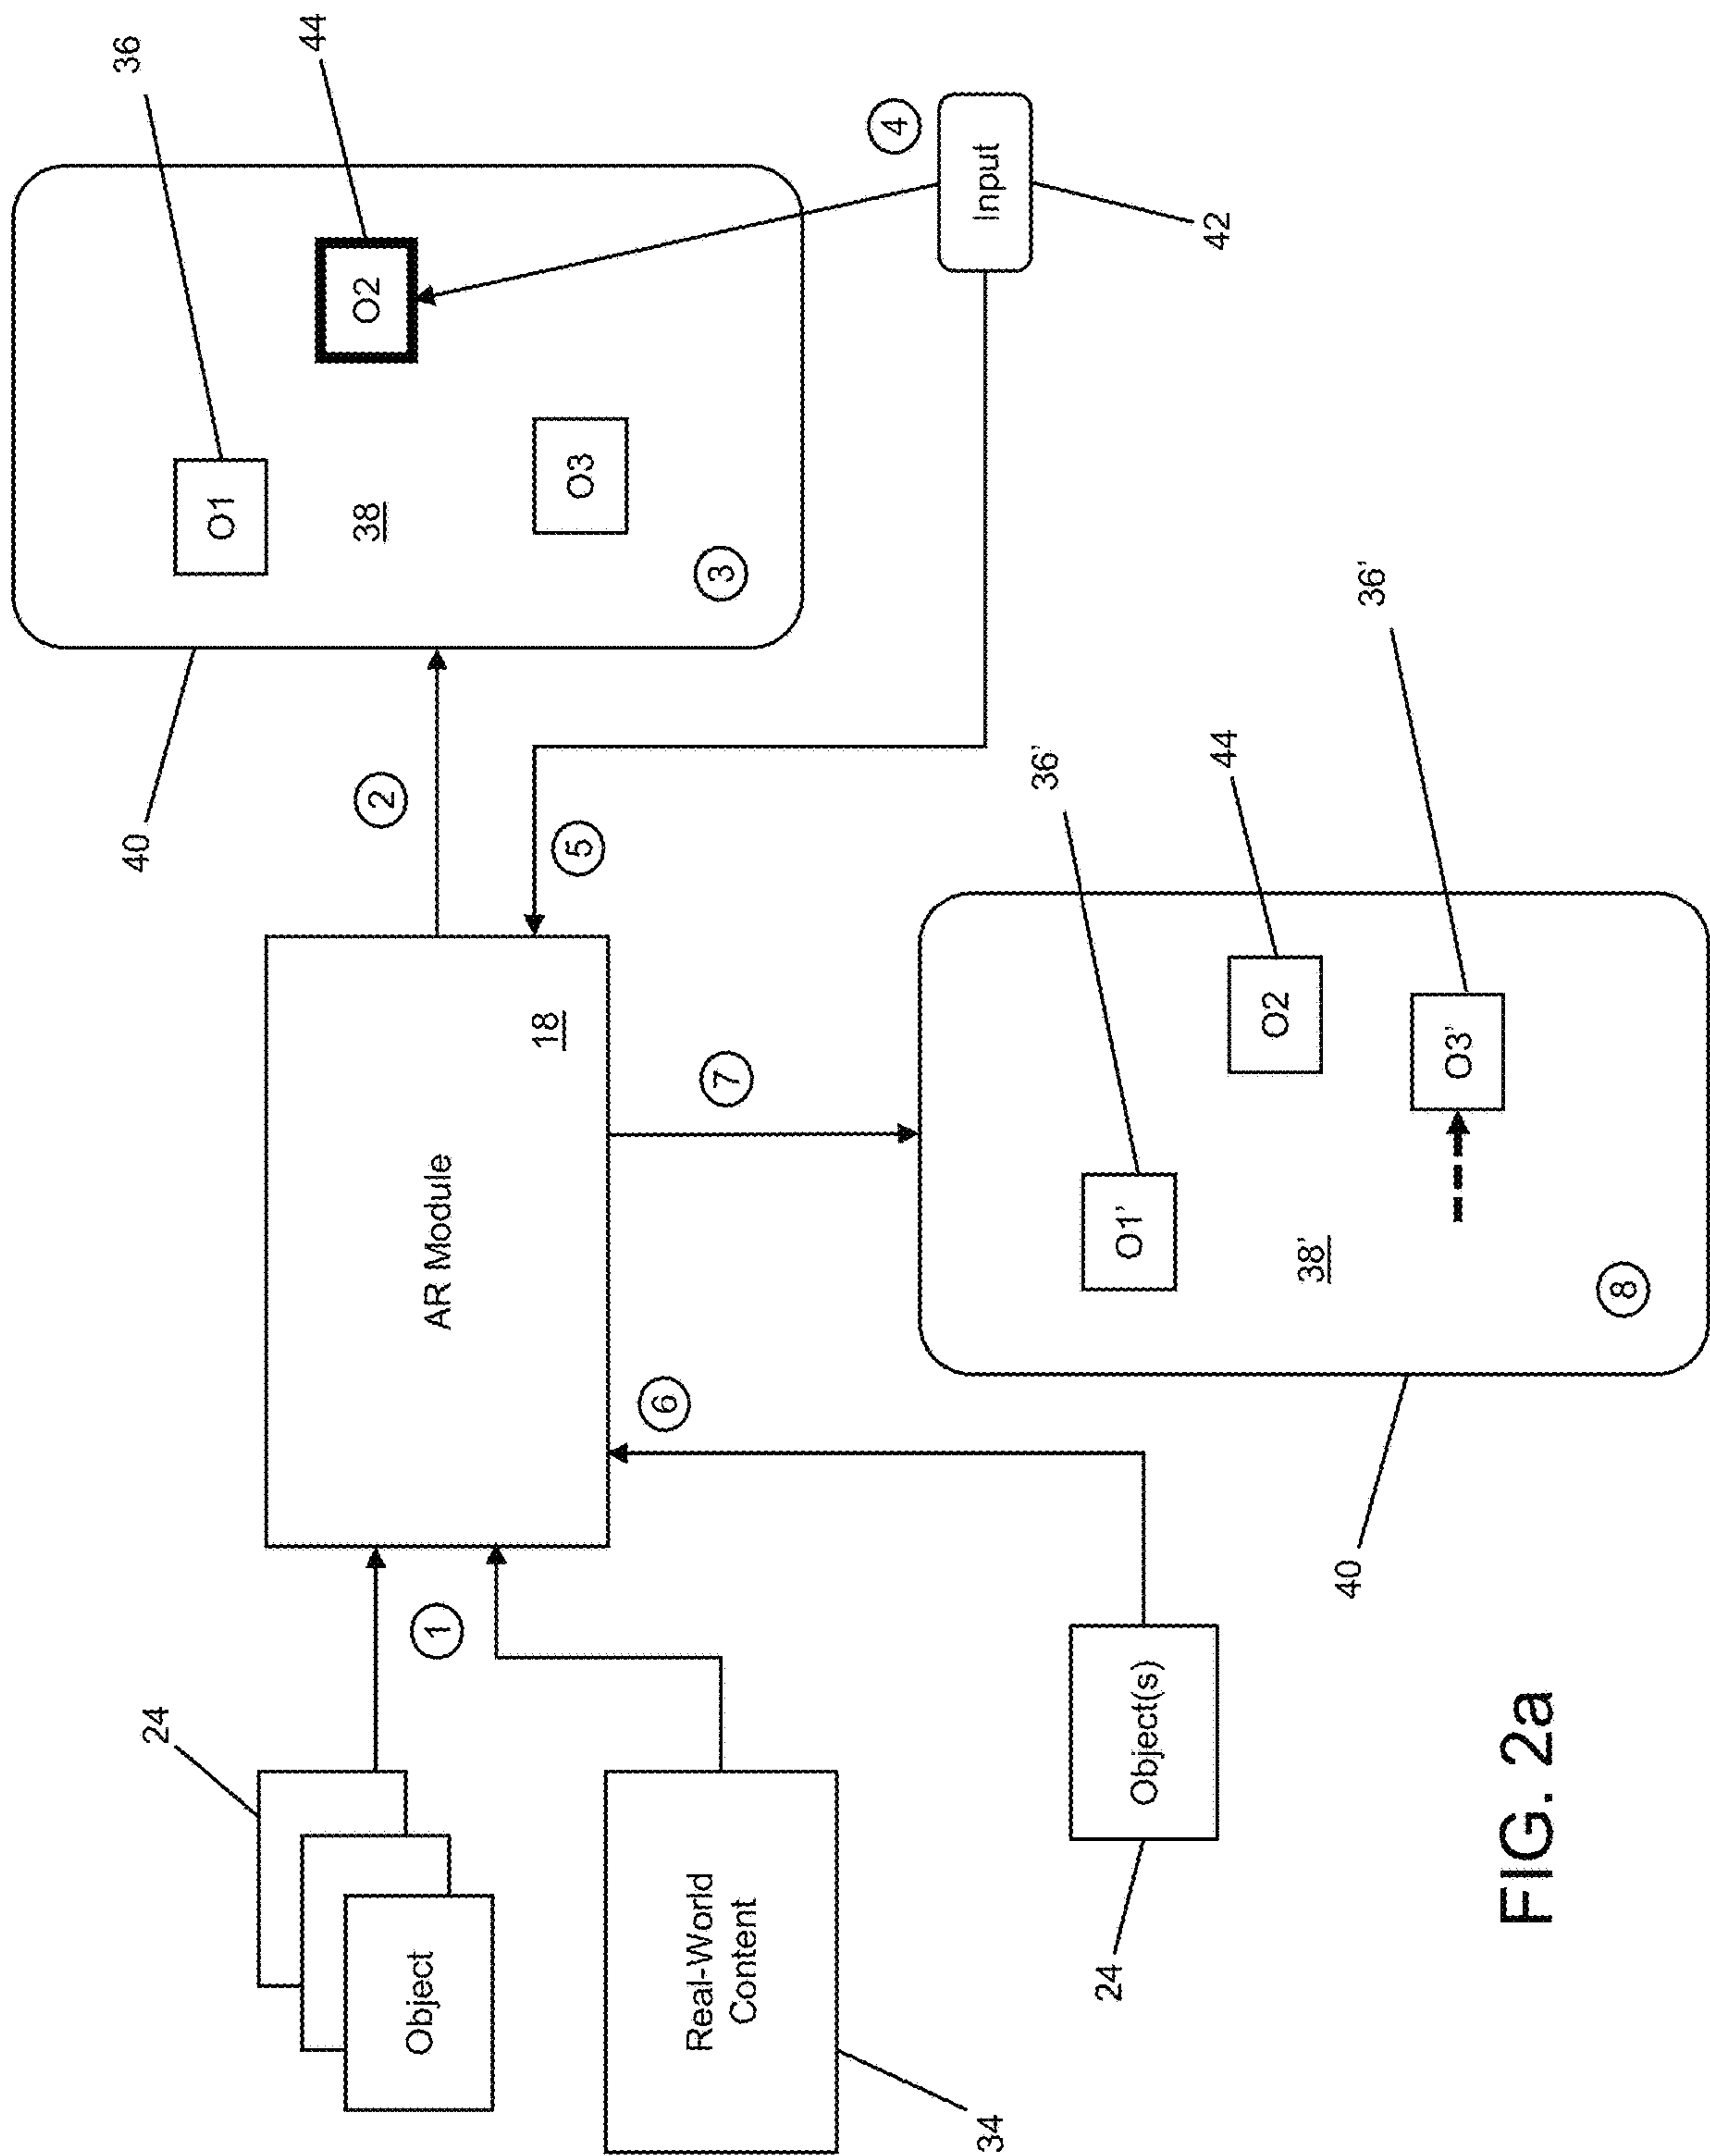 36
44
40
O1
O2
38
O3
3
4
Input
42
2
5
24
Object
1
Real-World
Content
34
AR Module
18
6
7
Object(s)
24
36'
44
36'
O1'
O2
O3'
38'
8
40
FIG. 2a